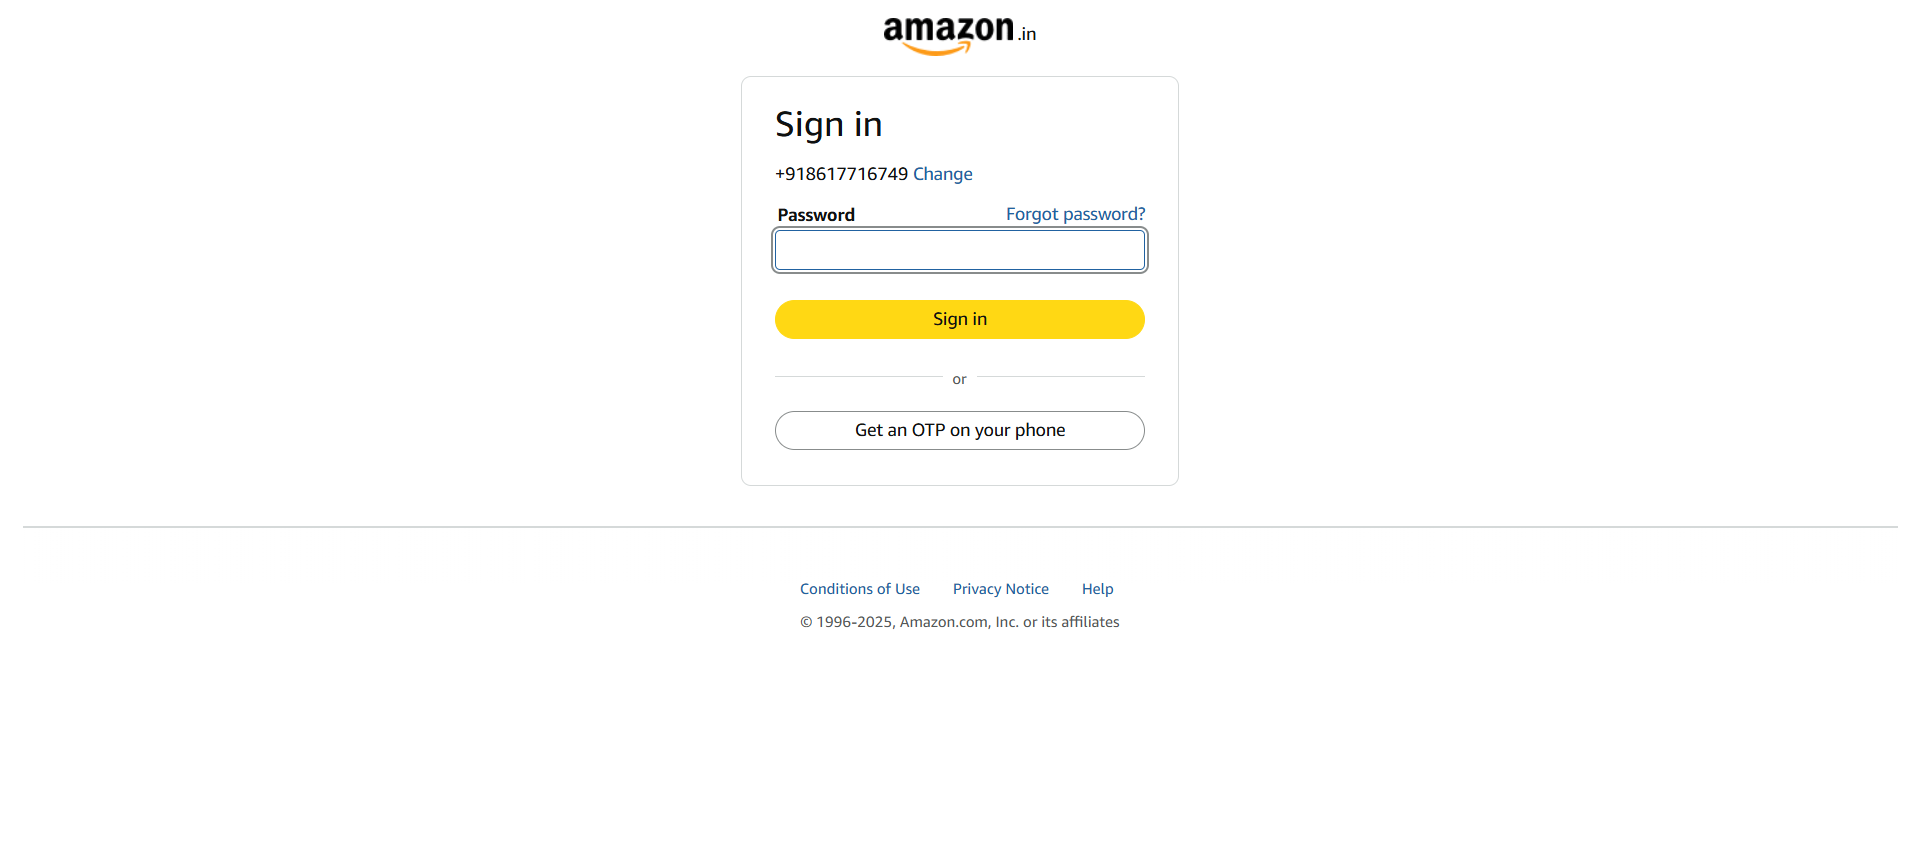 amazon.in
Sign in
+918617716749 Change
Password Forgot password?
Sign in
or
Get an OTP on your phone
Conditions of Use Privacy Notice Help
© 1996-2025, Amazon.com, Inc. or its affiliates